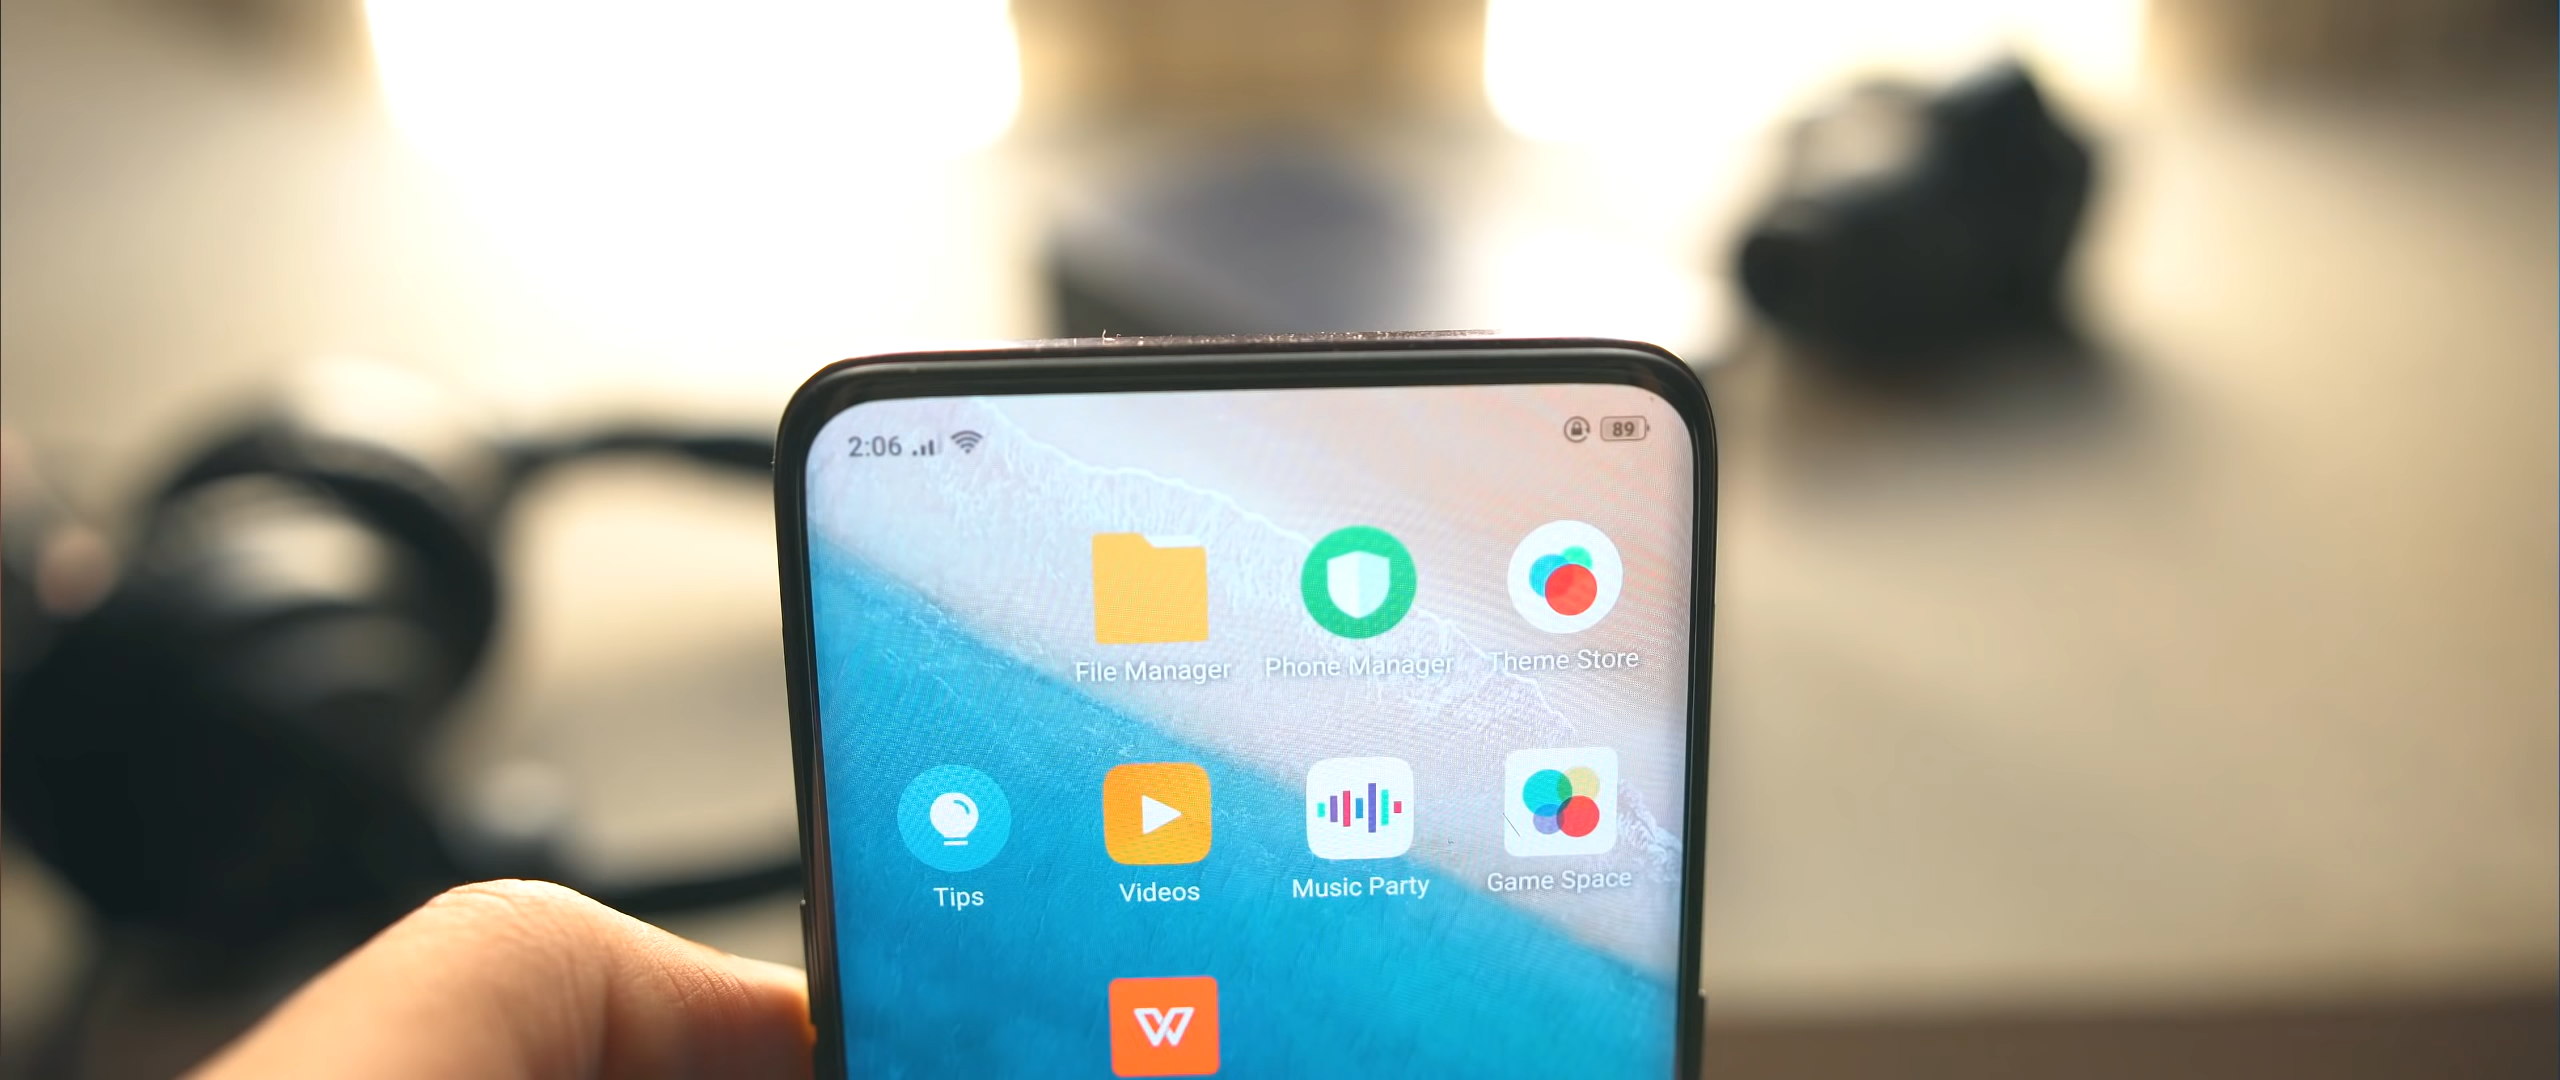 2:06 89
File Manager Phone Manager Theme Store
Tips Videos Music Party Game Space
W